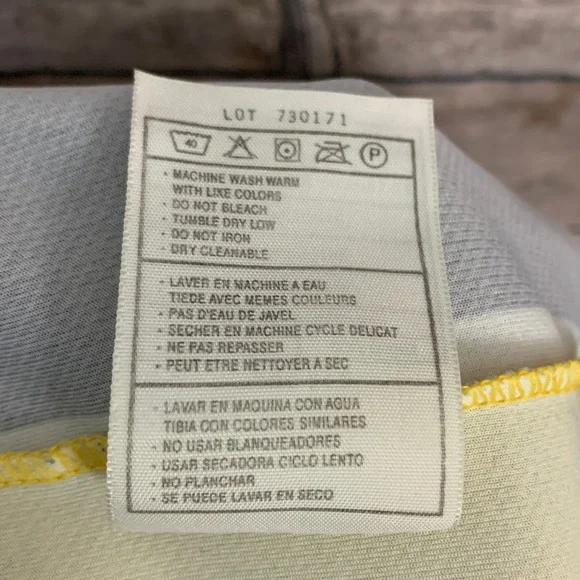 LOT 730171
40 P
· MACHINE WASH WARM
WITH LIKE COLORS
· DO NOT BLEACH
· TUMBLE DRY LOW
· DO NOT IRON
· DRY CLEANABLE
· LAVER EN MACHINE A EAU
TIEDE AVEC MEMES COULEURS
· PAS D'EAU DE JAVEL
· SECHER EN MACHINE CYCLE DELICAT
· NE PAS REPASSER
· PEUT ETRE NETTOYER A SEC
· LAVAR EN MAQUINA CON AGUA
TIBIA CON COLORES SIMILARES
· NO USAR BLANQUEADORES
· USAR SECADORA CICLO LENTO
· NO PLANCHAR
· SE PUEDE LAVAR EN SECO